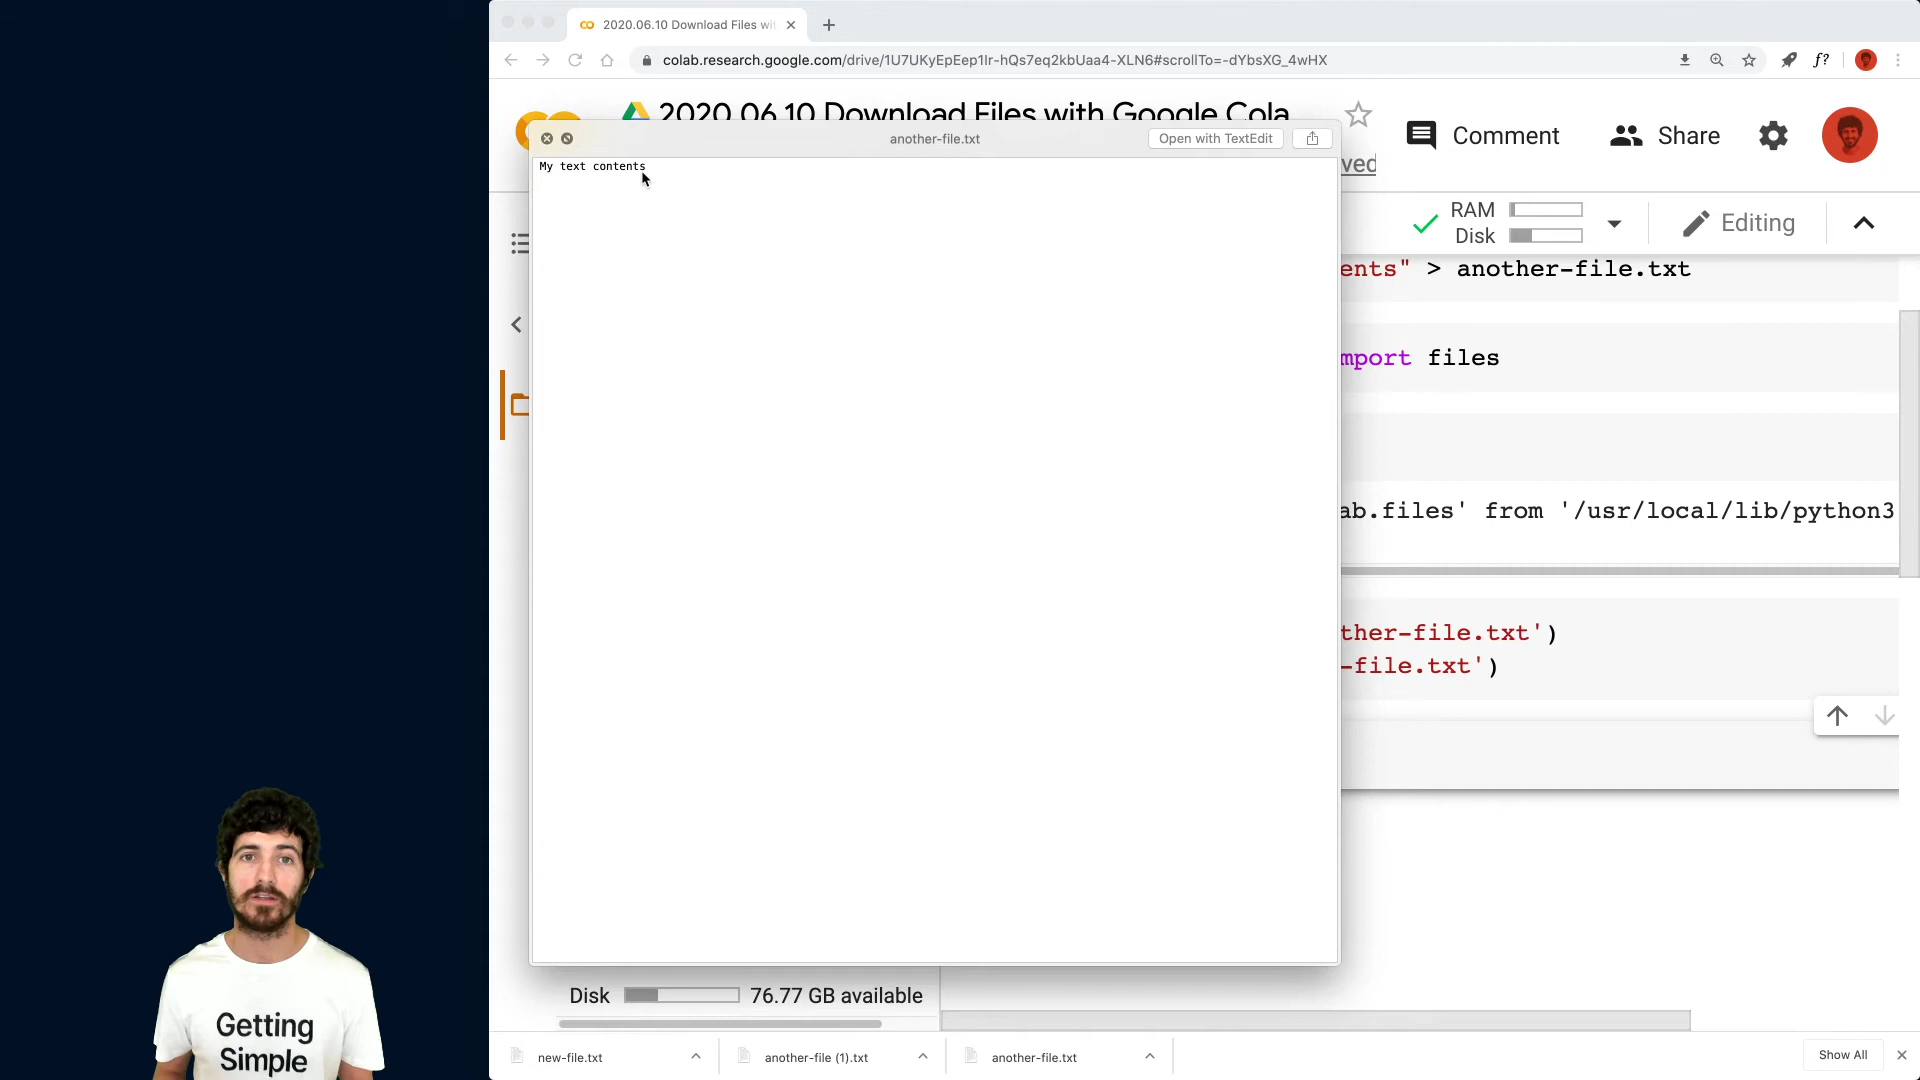 2020.06.10 Download Files wit
colab.research.google.com/drive/1U7UKyEpEep1lr-hQs7eq2kbUaa4-XLN6#scrollTo=-dYbsXG_4wHX
f?
2020.06.10 Download Files with Google Cola
Comment
Share
ved
another-file.txt
Open with TextEdit
My text contents
RAM
Disk
Editing
ents" > another-file.txt
mport files
ab.files' from '/usr/local/lib/python3
ther-file.txt')
-file.txt')
Disk
76.77 GB available
Getting
Simple
new-file.txt
another-file (1).txt
another-file.txt
Show All